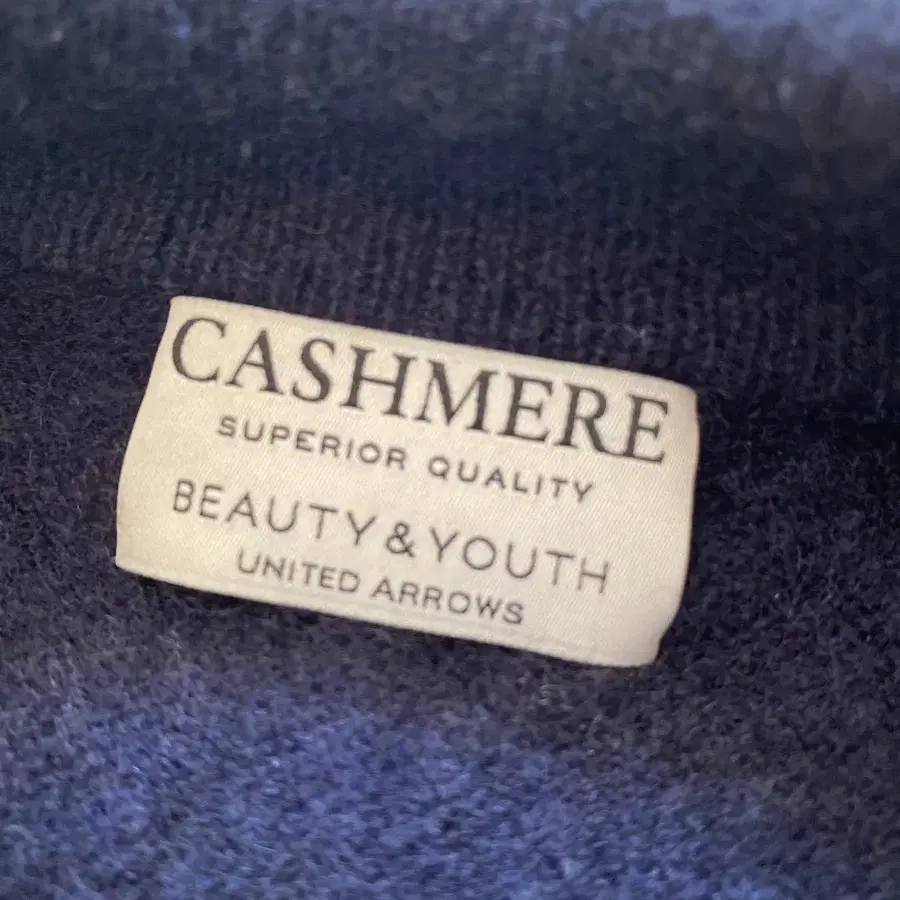 CASHMERE
SUPERIOR QUALITY
BEAUTY & YOUTH
UNITED ARROWS